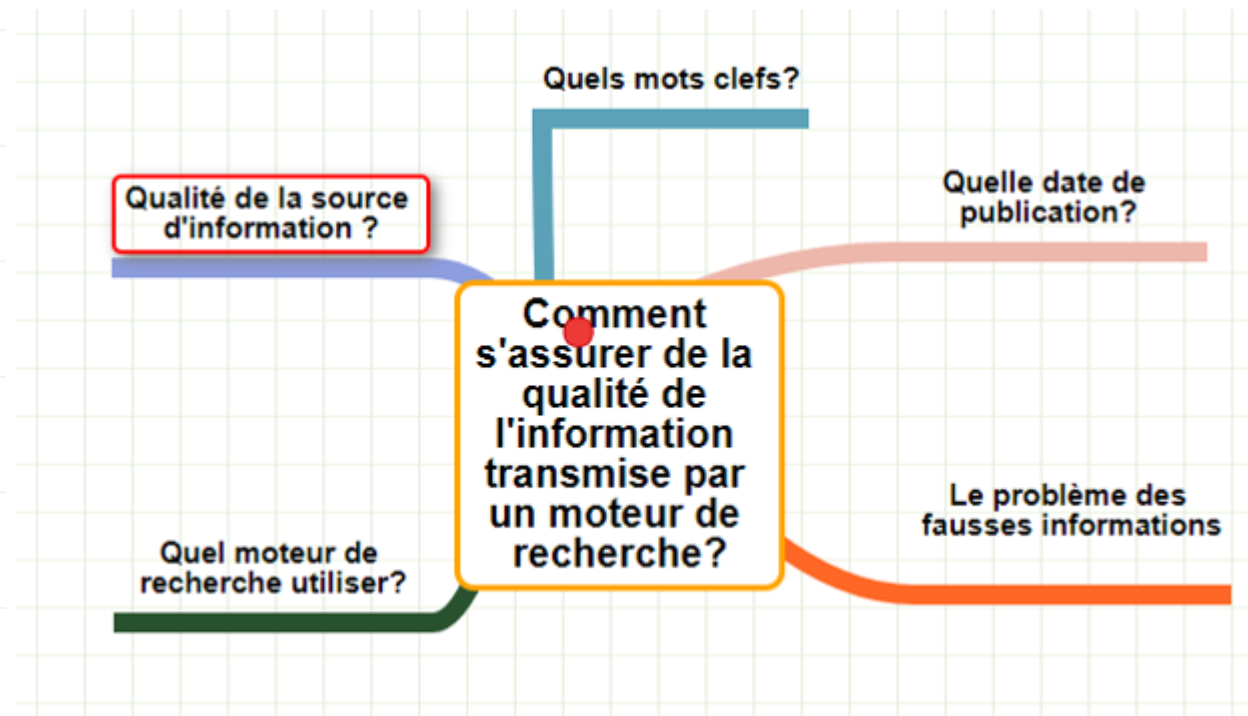 Quels mots clefs?
Quelle date de
publication?
Qualité de la source
d'information ?
Comment
s'assurer de la
qualité de
l'information
transmise par
un moteur de
recherche?
Le problème des
fausses informations
Quel moteur de
recherche utiliser?